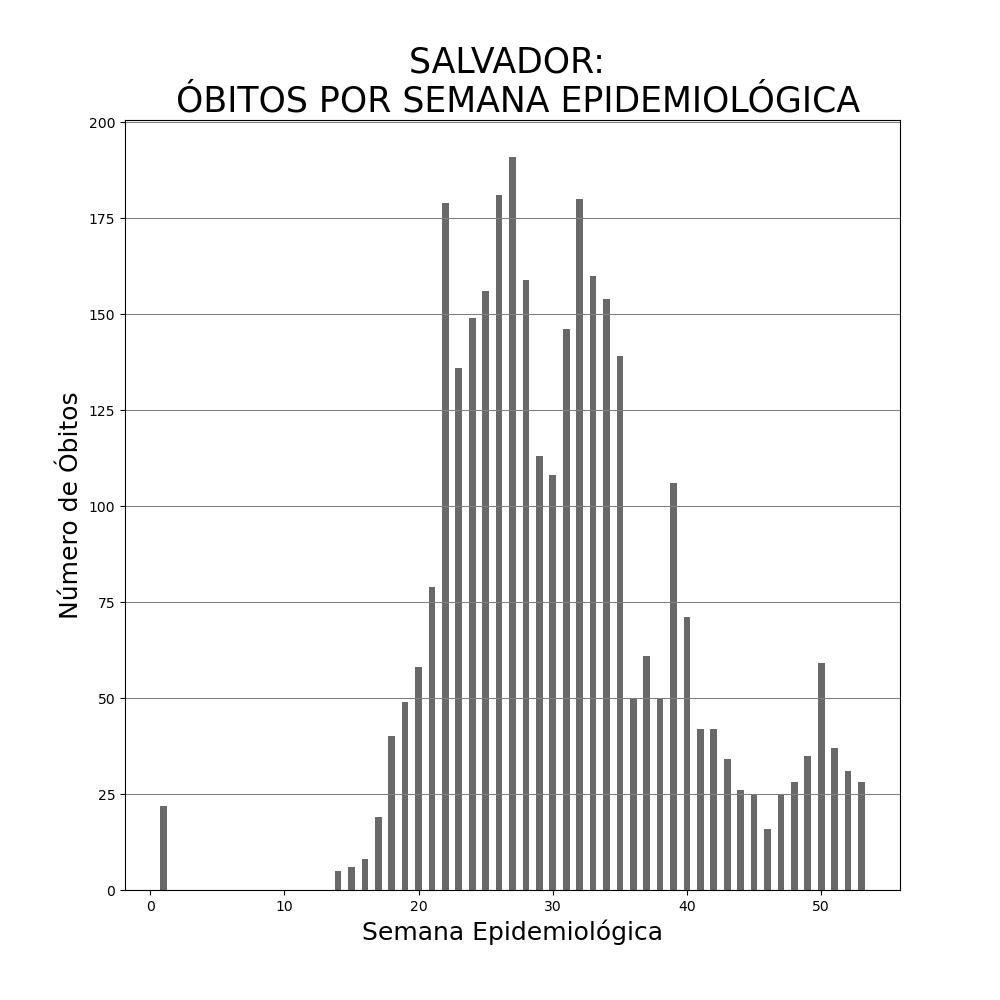 SALVADOR:
ÓBITOS POR SEMANA EPIDEMIOLÓGICA
200
175
150
125
100
75
50
25
0
Número de Óbitos
0 10 20 30 40 50
Semana Epidemiológica